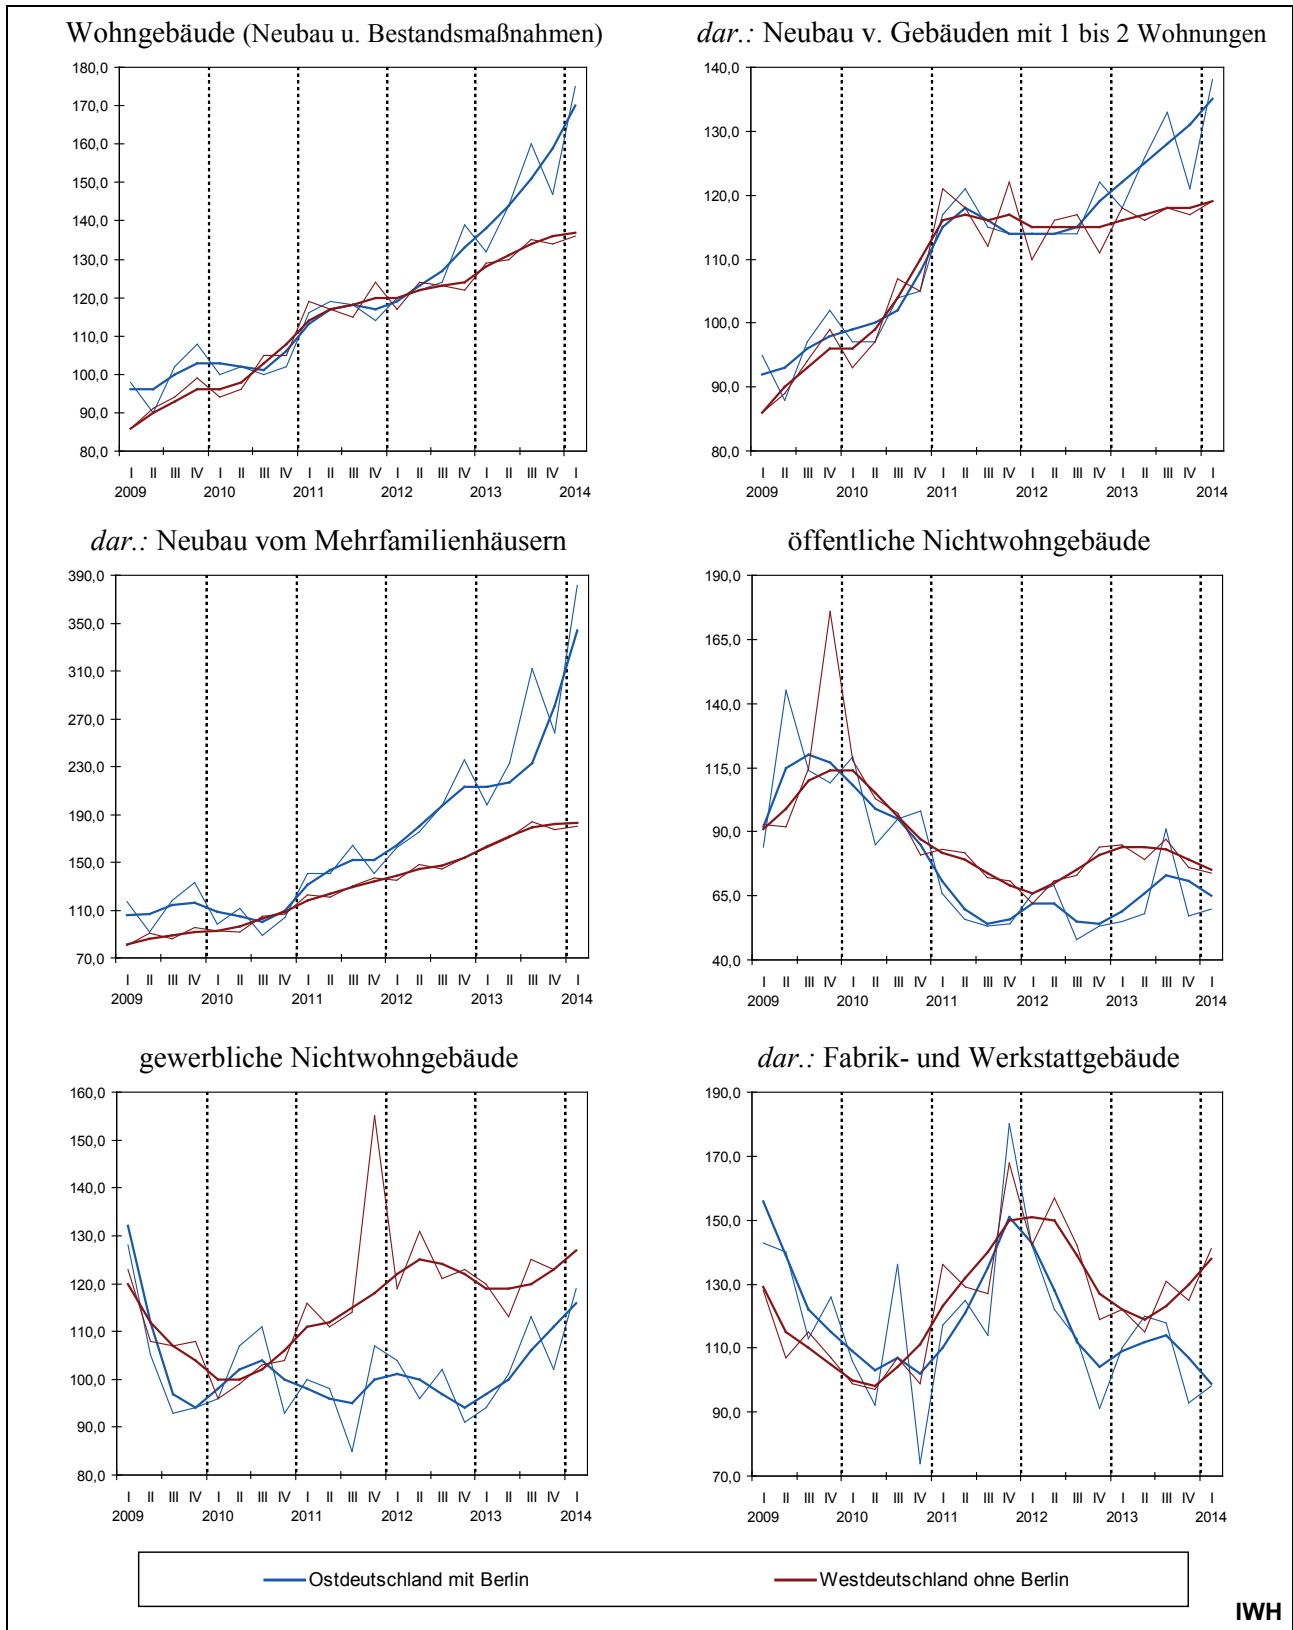 Wohngebäude (Neubau u. Bestandsmaßnahmen)
180,0
170,0
160,0
150,0
140,0
130,0
120,0
110,0
100,0
90,0
80,0
I II III IV I II III IV I II III IV I II III IV I II III IV I
2009 2010 2011 2012 2013 2014
dar.: Neubau v. Gebäuden mit 1 bis 2 Wohnungen
140,0
130,0
120,0
110,0
100,0
90,0
80,0
I II III IV I II III IV I II III IV I II III IV I II III IV I
2009 2010 2011 2012 2013 2014
dar.: Neubau vom Mehrfamilienhäusern
390,0
350,0
310,0
270,0
230,0
190,0
150,0
110,0
70,0
I II III IV I II III IV I II III IV I II III IV I II III IV I
2009 2010 2011 2012 2013 2014
öffentliche Nichtwohngebäude
190,0
165,0
140,0
115,0
90,0
65,0
40,0
I II III IV I II III IV I II III IV I II III IV I II III IV I
2009 2010 2011 2012 2013 2014
gewerbliche Nichtwohngebäude
160,0
150,0
140,0
130,0
120,0
110,0
100,0
90,0
80,0
I II III IV I II III IV I II III IV I II III IV I II III IV I
2009 2010 2011 2012 2013 2014
dar.: Fabrik- und Werkstattgebäude
190,0
170,0
150,0
130,0
110,0
90,0
70,0
I II III IV I II III IV I II III IV I II III IV I II III IV I
2009 2010 2011 2012 2013 2014
Ostdeutschland mit Berlin
Westdeutschland ohne Berlin
IWH